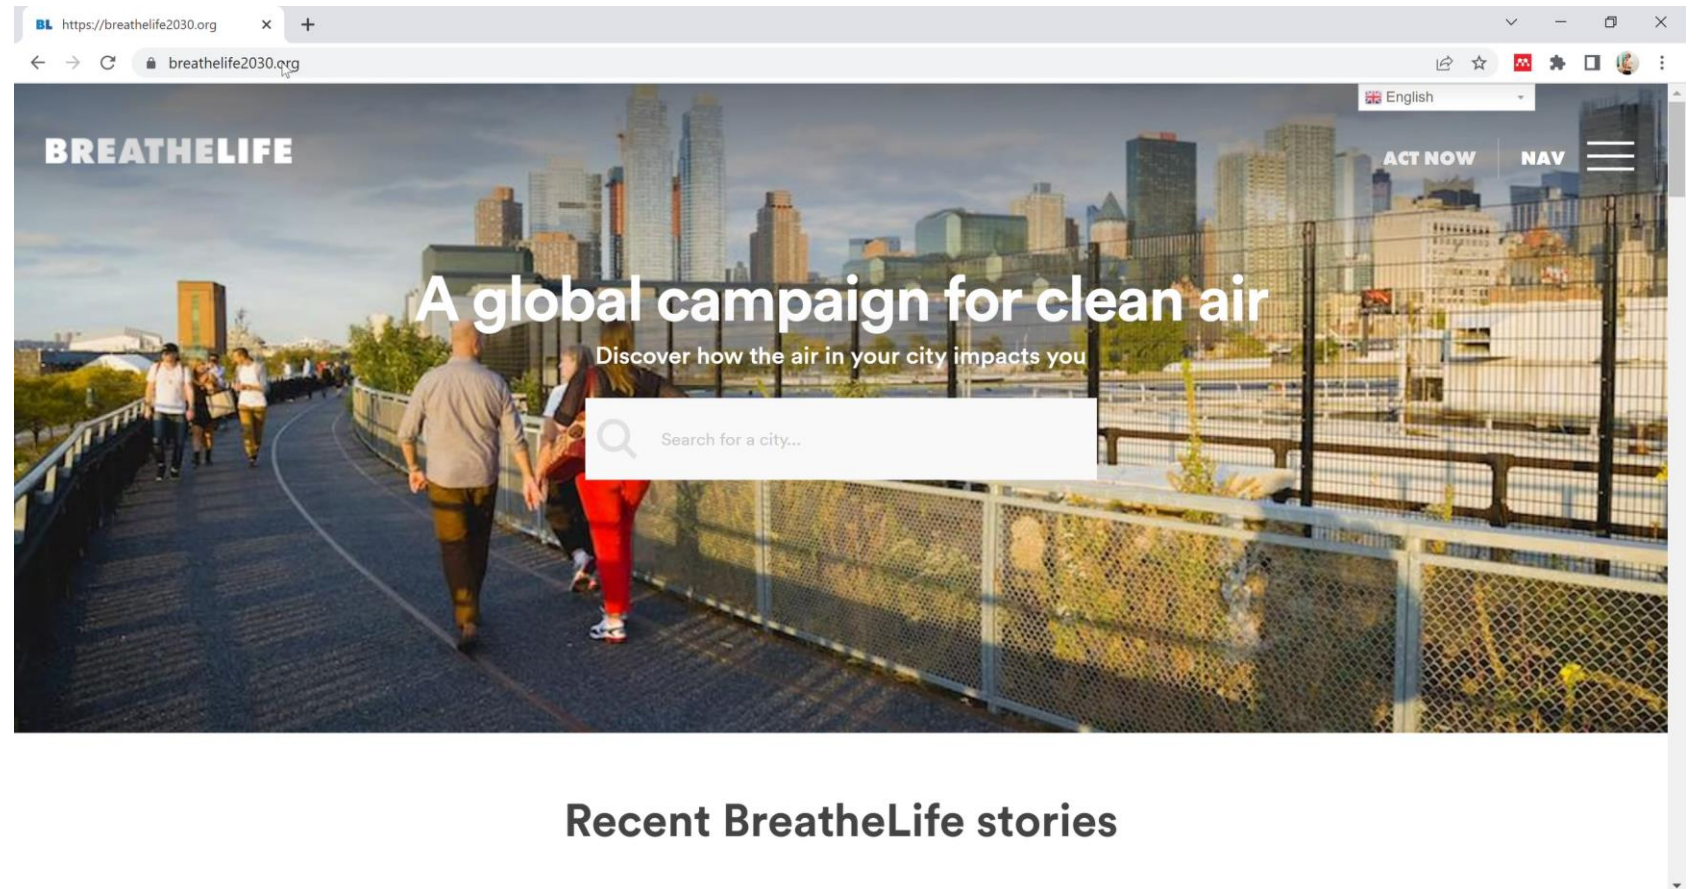 BL https://breathelife2030.org
breathelife2030.org
English
BREATHELIFE
ACT NOW NAV
A global campaign for clean air
Discover how the air in your city impacts you
Search for a city...
Recent BreatheLife stories